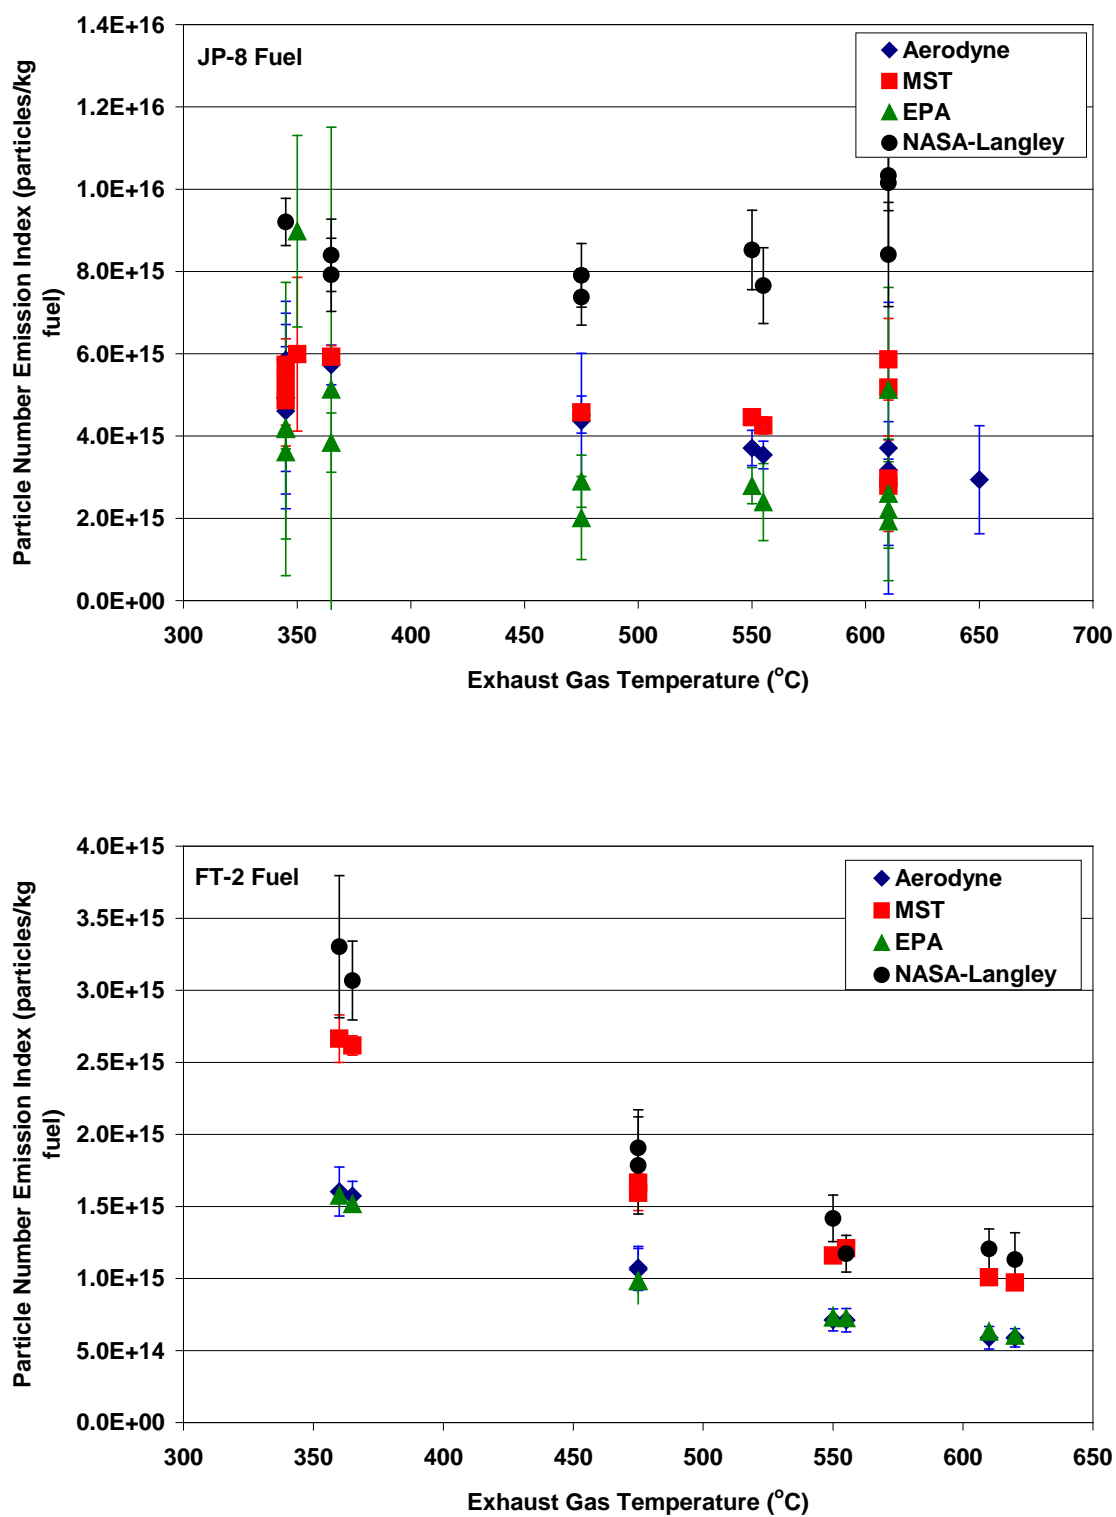 JP-8 Fuel
Aerodyne
MST
EPA
NASA-Langley
Particle Number Emission Index (particles/kg
fuel)
1.4E+16
1.2E+16
1.0E+16
8.0E+15
6.0E+15
4.0E+15
2.0E+15
0.0E+00
300 350 400 450 500 550 600 650 700
Exhaust Gas Temperature (°C)
FT-2 Fuel
Aerodyne
MST
EPA
NASA-Langley
Particle Number Emission Index (particles/kg
fuel)
4.0E+15
3.5E+15
3.0E+15
2.5E+15
2.0E+15
1.5E+15
1.0E+15
5.0E+14
0.0E+00
300 350 400 450 500 550 600 650
Exhaust Gas Temperature (°C)